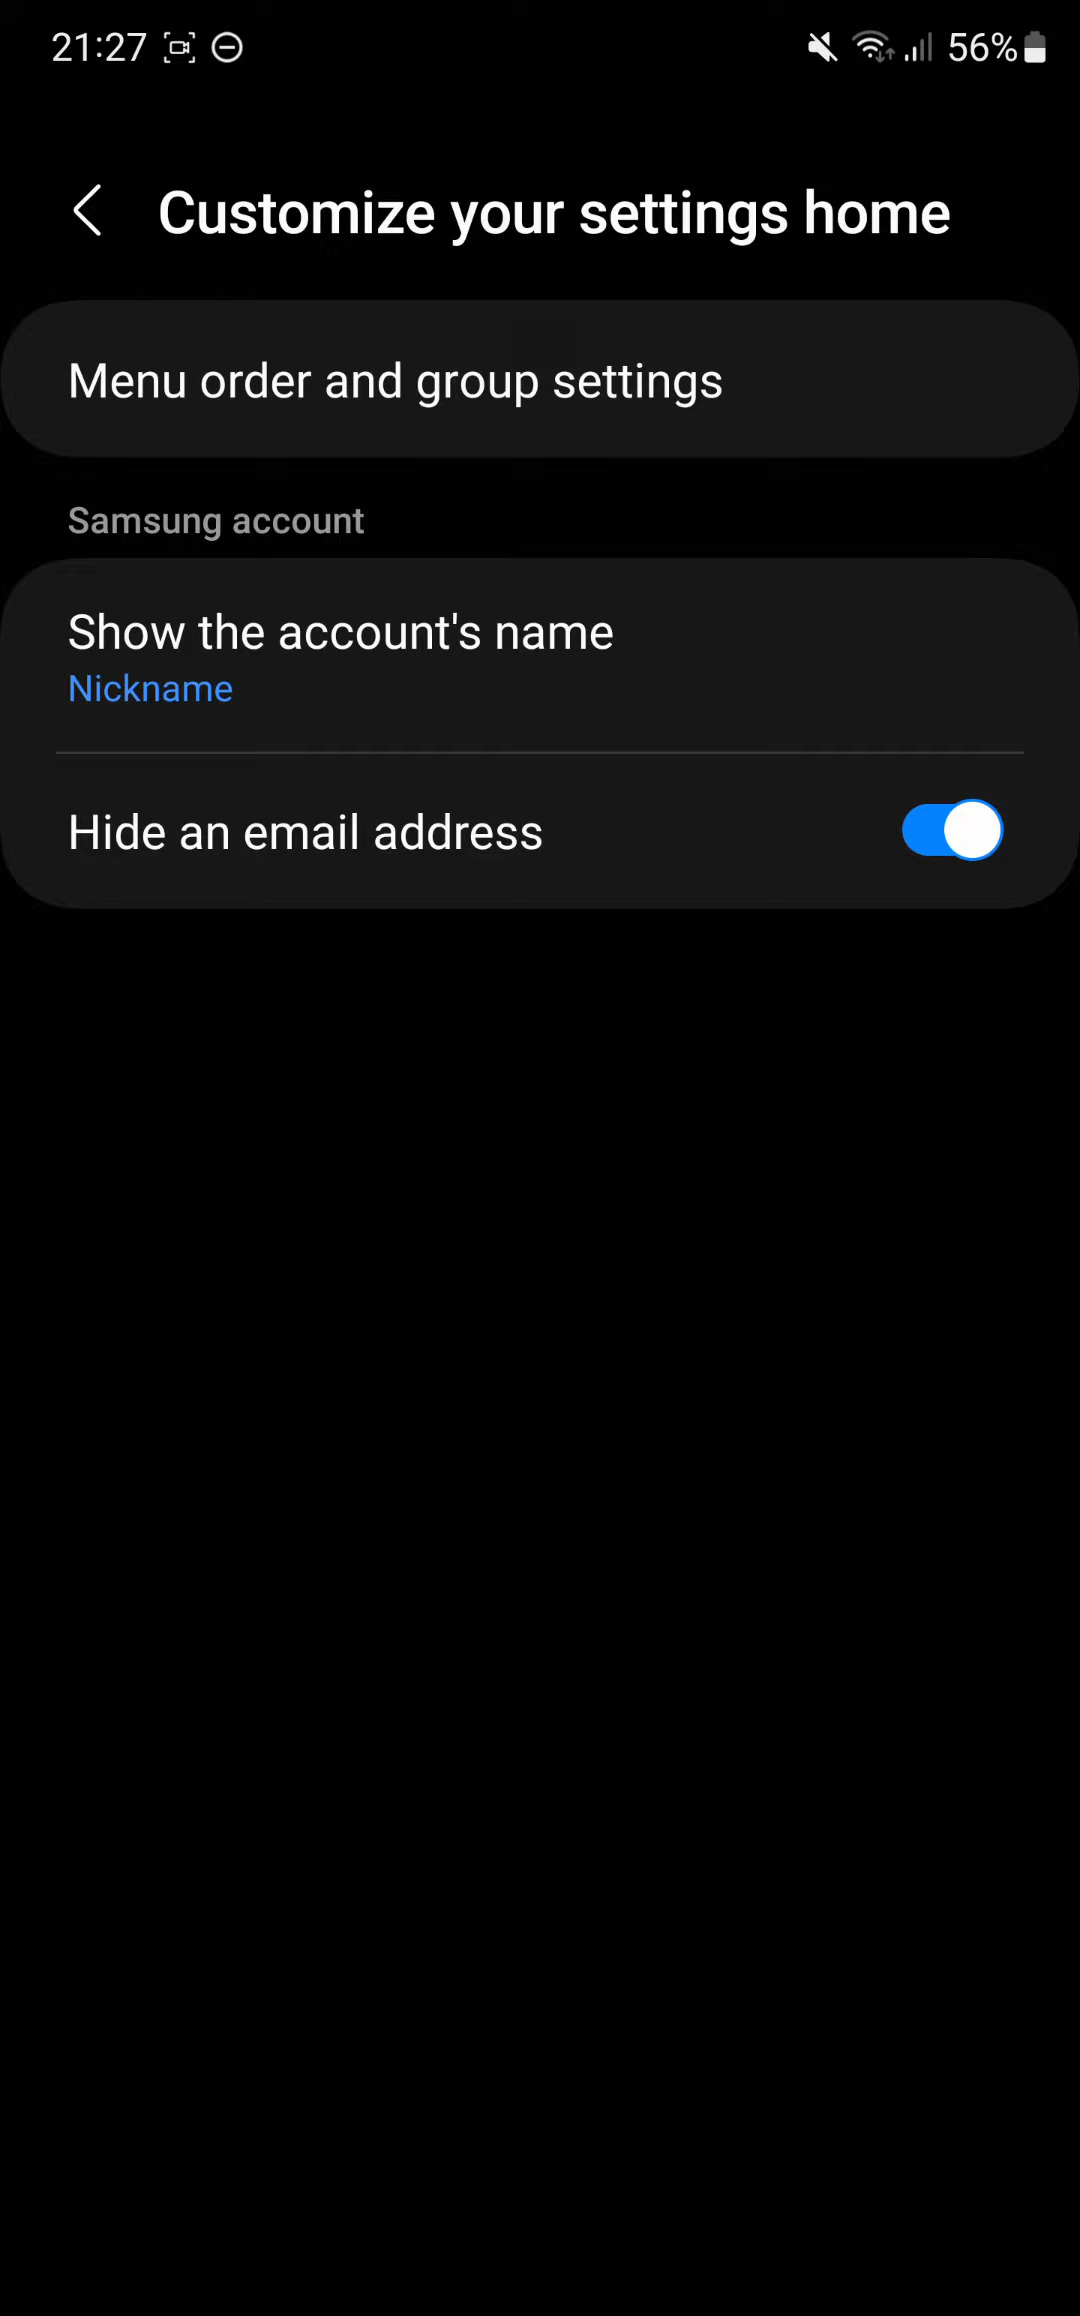 21:27
56%
Customize your settings home
Menu order and group settings
Samsung account
Show the account's name
Nickname
Hide an email address